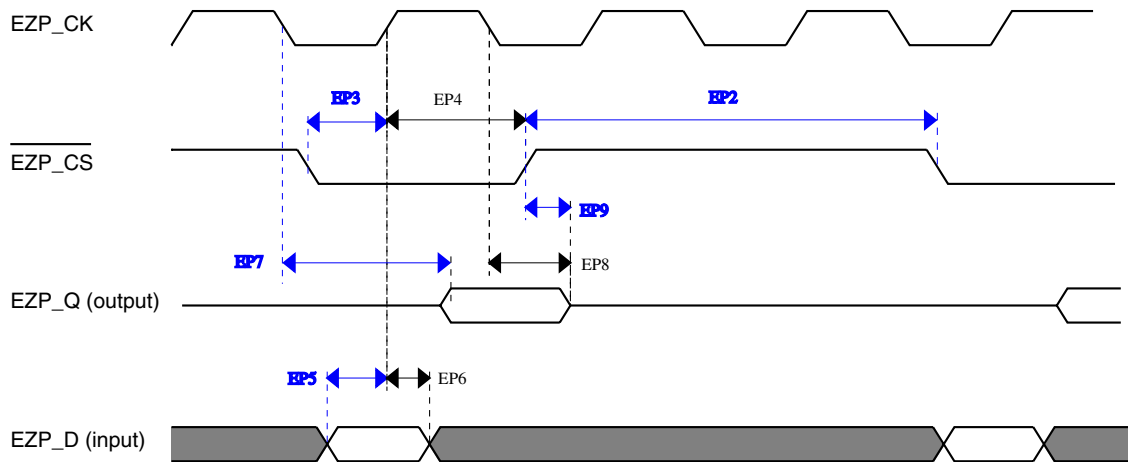 EZP_CK
EP3
EP4
EP2
EZP_CS
EP9
EP7
EP8
EZP_Q (output)
EP5
EP6
EZP_D (input)